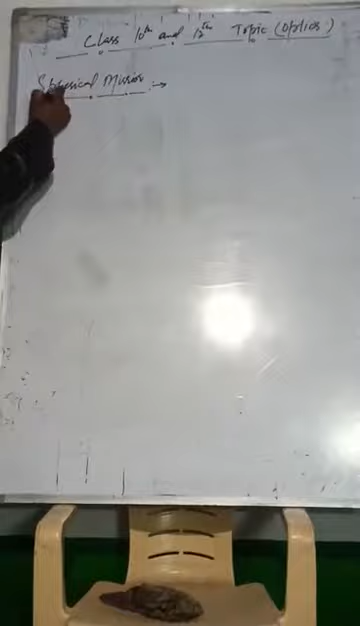 Class 10th and 12th Topic (Optics)
Spherical Mirror :→